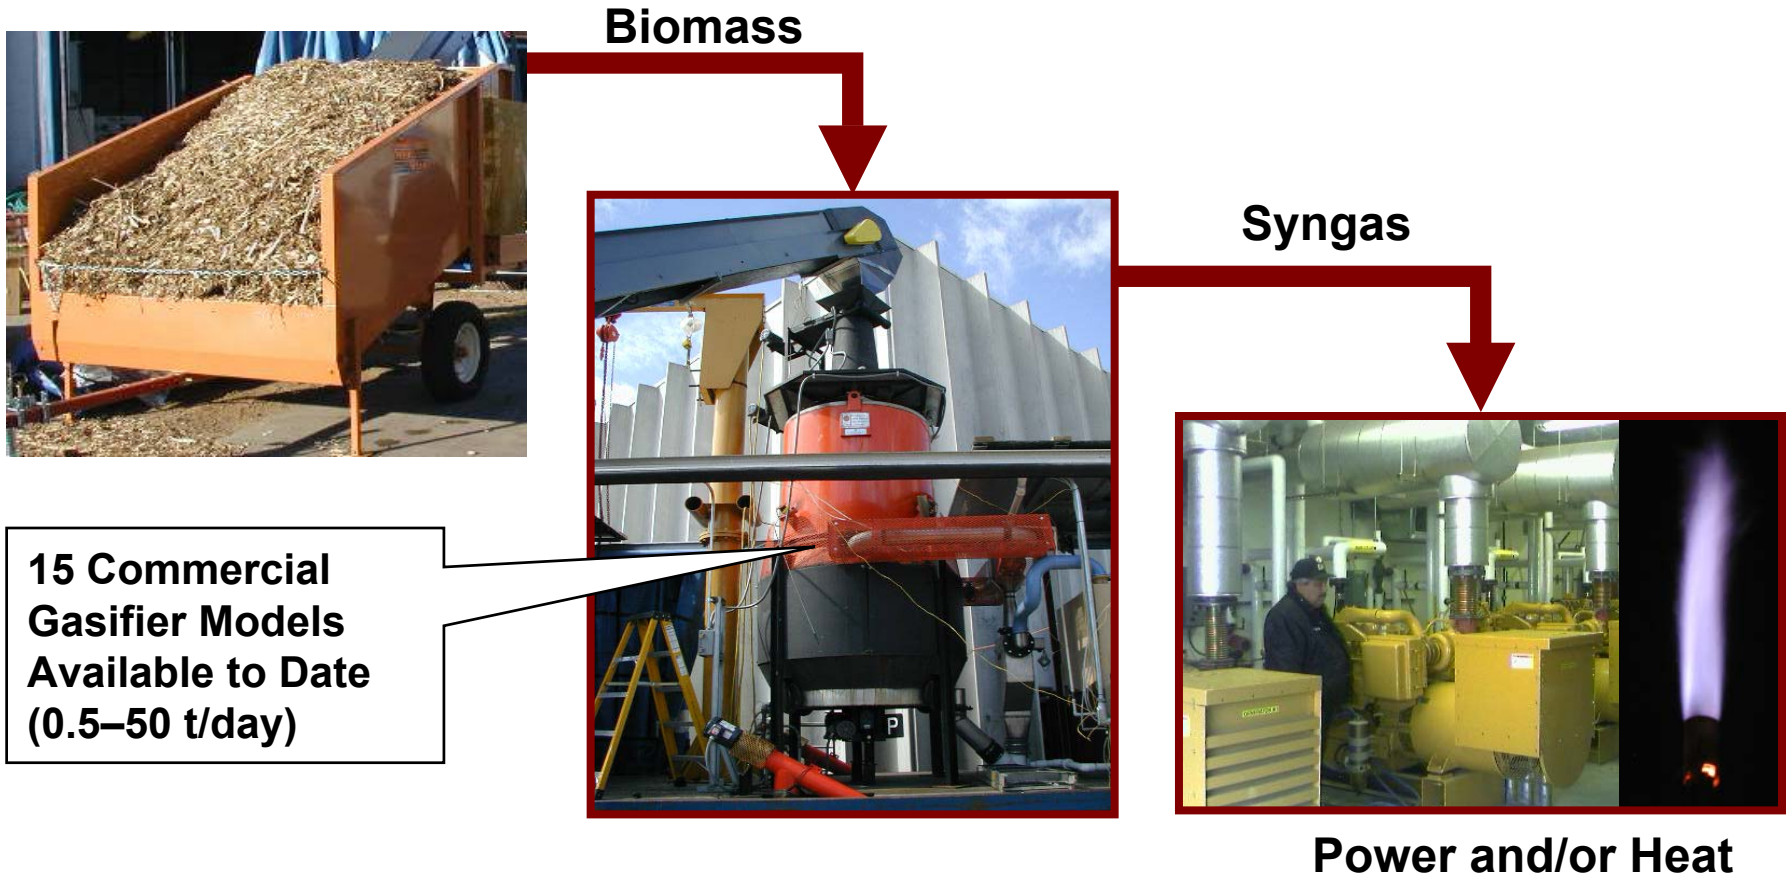 Biomass
Syngas
15 Commercial
Gasifier Models
Available to Date
(0.5–50 t/day)
P
Power and/or Heat